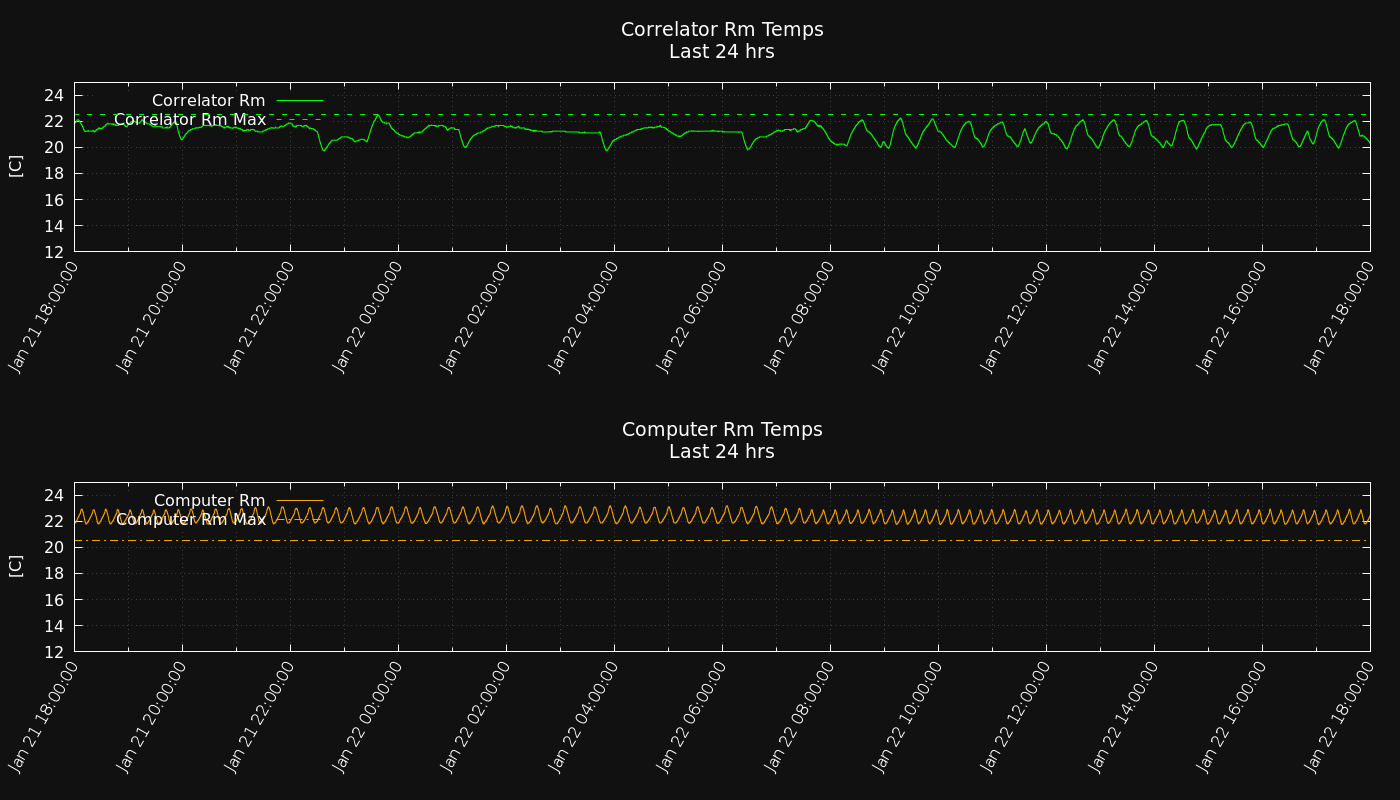 Correlator Rm Temps
Last 24 hrs
Correlator Rm
Correlator Rm Max
[C]
24
22
20
18
16
14
12
Jan 21 18:00:00
Jan 21 20:00:00
Jan 21 22:00:00
Jan 22 00:00:00
Jan 22 02:00:00
Jan 22 04:00:00
Jan 22 06:00:00
Jan 22 08:00:00
Jan 22 10:00:00
Jan 22 12:00:00
Jan 22 14:00:00
Jan 22 16:00:00
Jan 22 18:00:00
Computer Rm Temps
Last 24 hrs
Computer Rm
Computer Rm Max
[C]
24
22
20
18
16
14
12
Jan 21 18:00:00
Jan 21 20:00:00
Jan 21 22:00:00
Jan 22 00:00:00
Jan 22 02:00:00
Jan 22 04:00:00
Jan 22 06:00:00
Jan 22 08:00:00
Jan 22 10:00:00
Jan 22 12:00:00
Jan 22 14:00:00
Jan 22 16:00:00
Jan 22 18:00:00